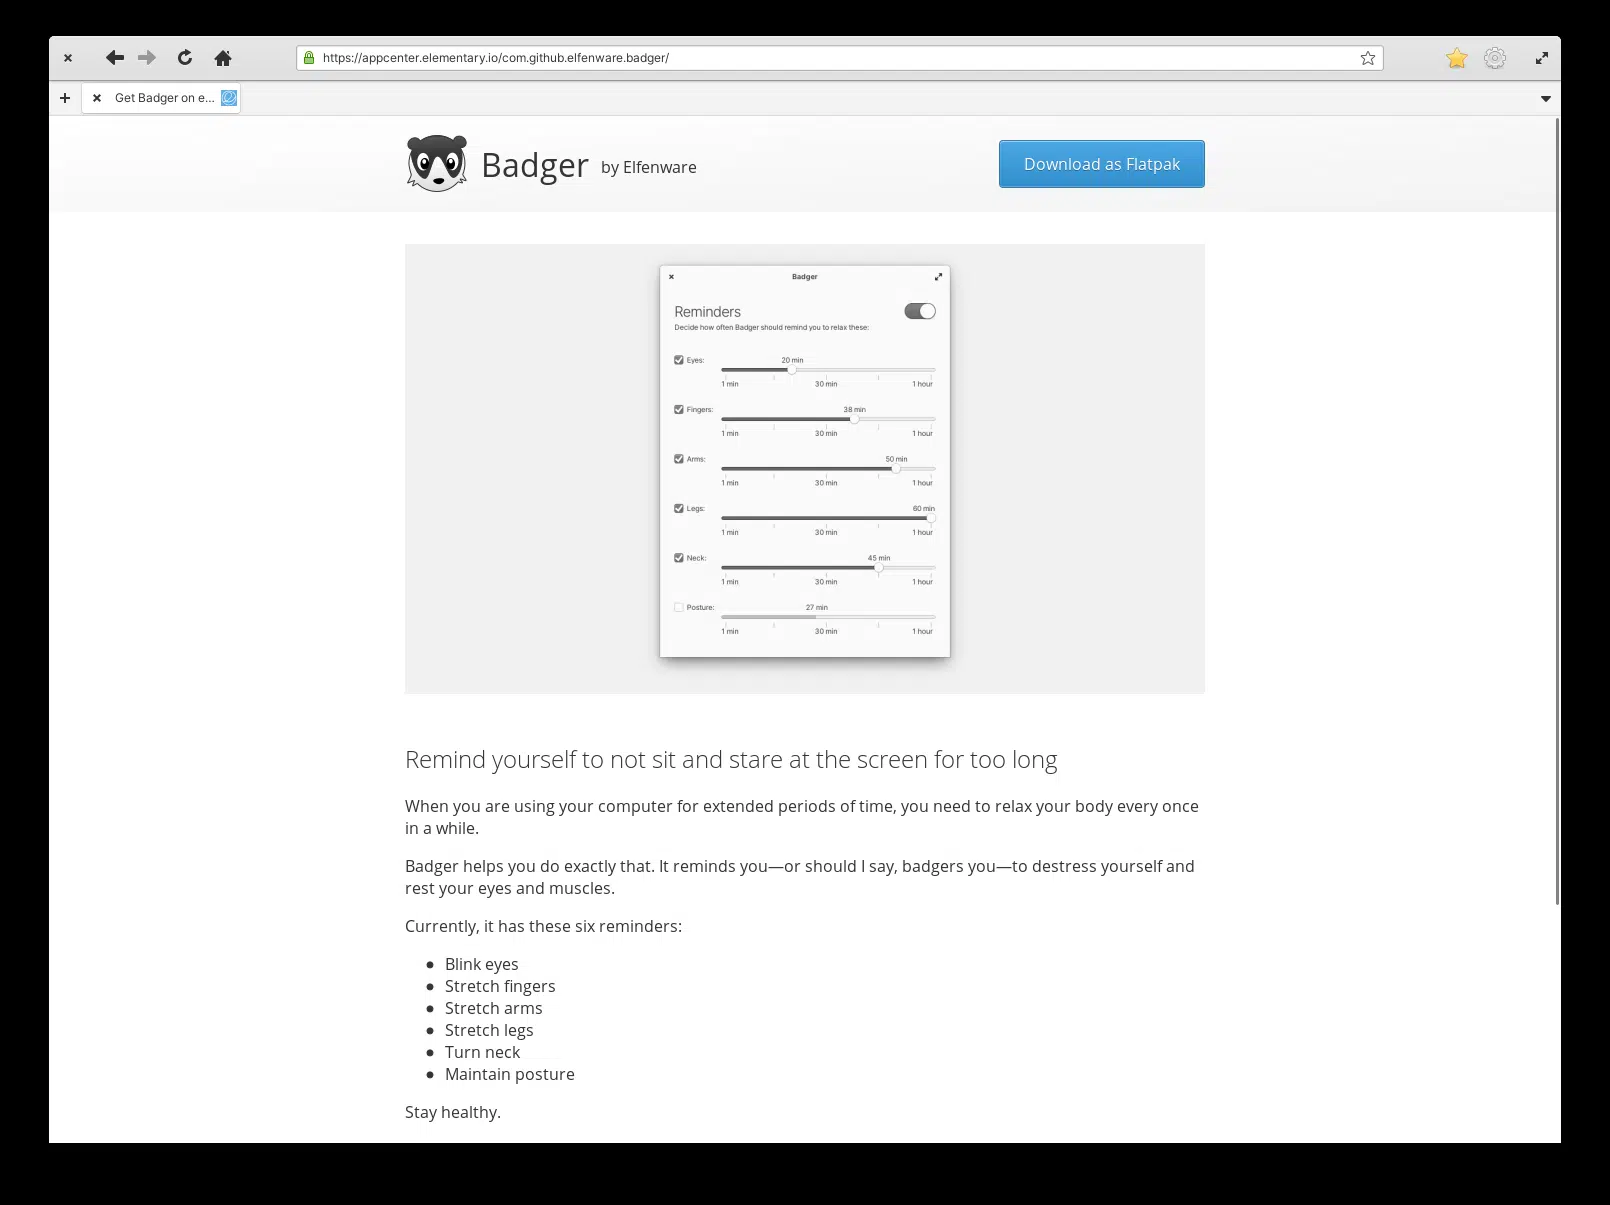 https://appcenter.elementary.io/com.github.elfenware.badger/
Get Badger on e...
Badger by Elfenware
Download as Flatpak
Badger
Reminders
Decide how often Badger should remind you to relax these:
Eyes: 20 min
1 min 30 min 1 hour
Fingers: 38 min
1 min 30 min 1 hour
Arms: 50 min
1 min 30 min 1 hour
Legs: 60 min
1 min 30 min 1 hour
Neck: 45 min
1 min 30 min 1 hour
Posture: 27 min
1 min 30 min 1 hour
Remind yourself to not sit and stare at the screen for too long
When you are using your computer for extended periods of time, you need to relax your body every once
in a while.
Badger helps you do exactly that. It reminds you—or should I say, badgers you—to destress yourself and
rest your eyes and muscles.
Currently, it has these six reminders:
Blink eyes
Stretch fingers
Stretch arms
Stretch legs
Turn neck
Maintain posture
Stay healthy.